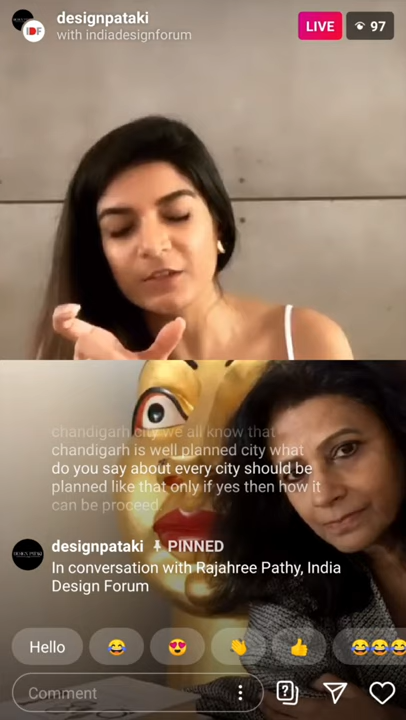 designpataki
with indiadesignforum
LIVE
97
IDF
chandigarh city we all know that
chandigarh is well planned city what
do you say about every city should be
planned like that only if yes then how it
can be proceed.
designpataki PINNED
In conversation with Rajahree Pathy, India
Design Forum
Hello
Comment